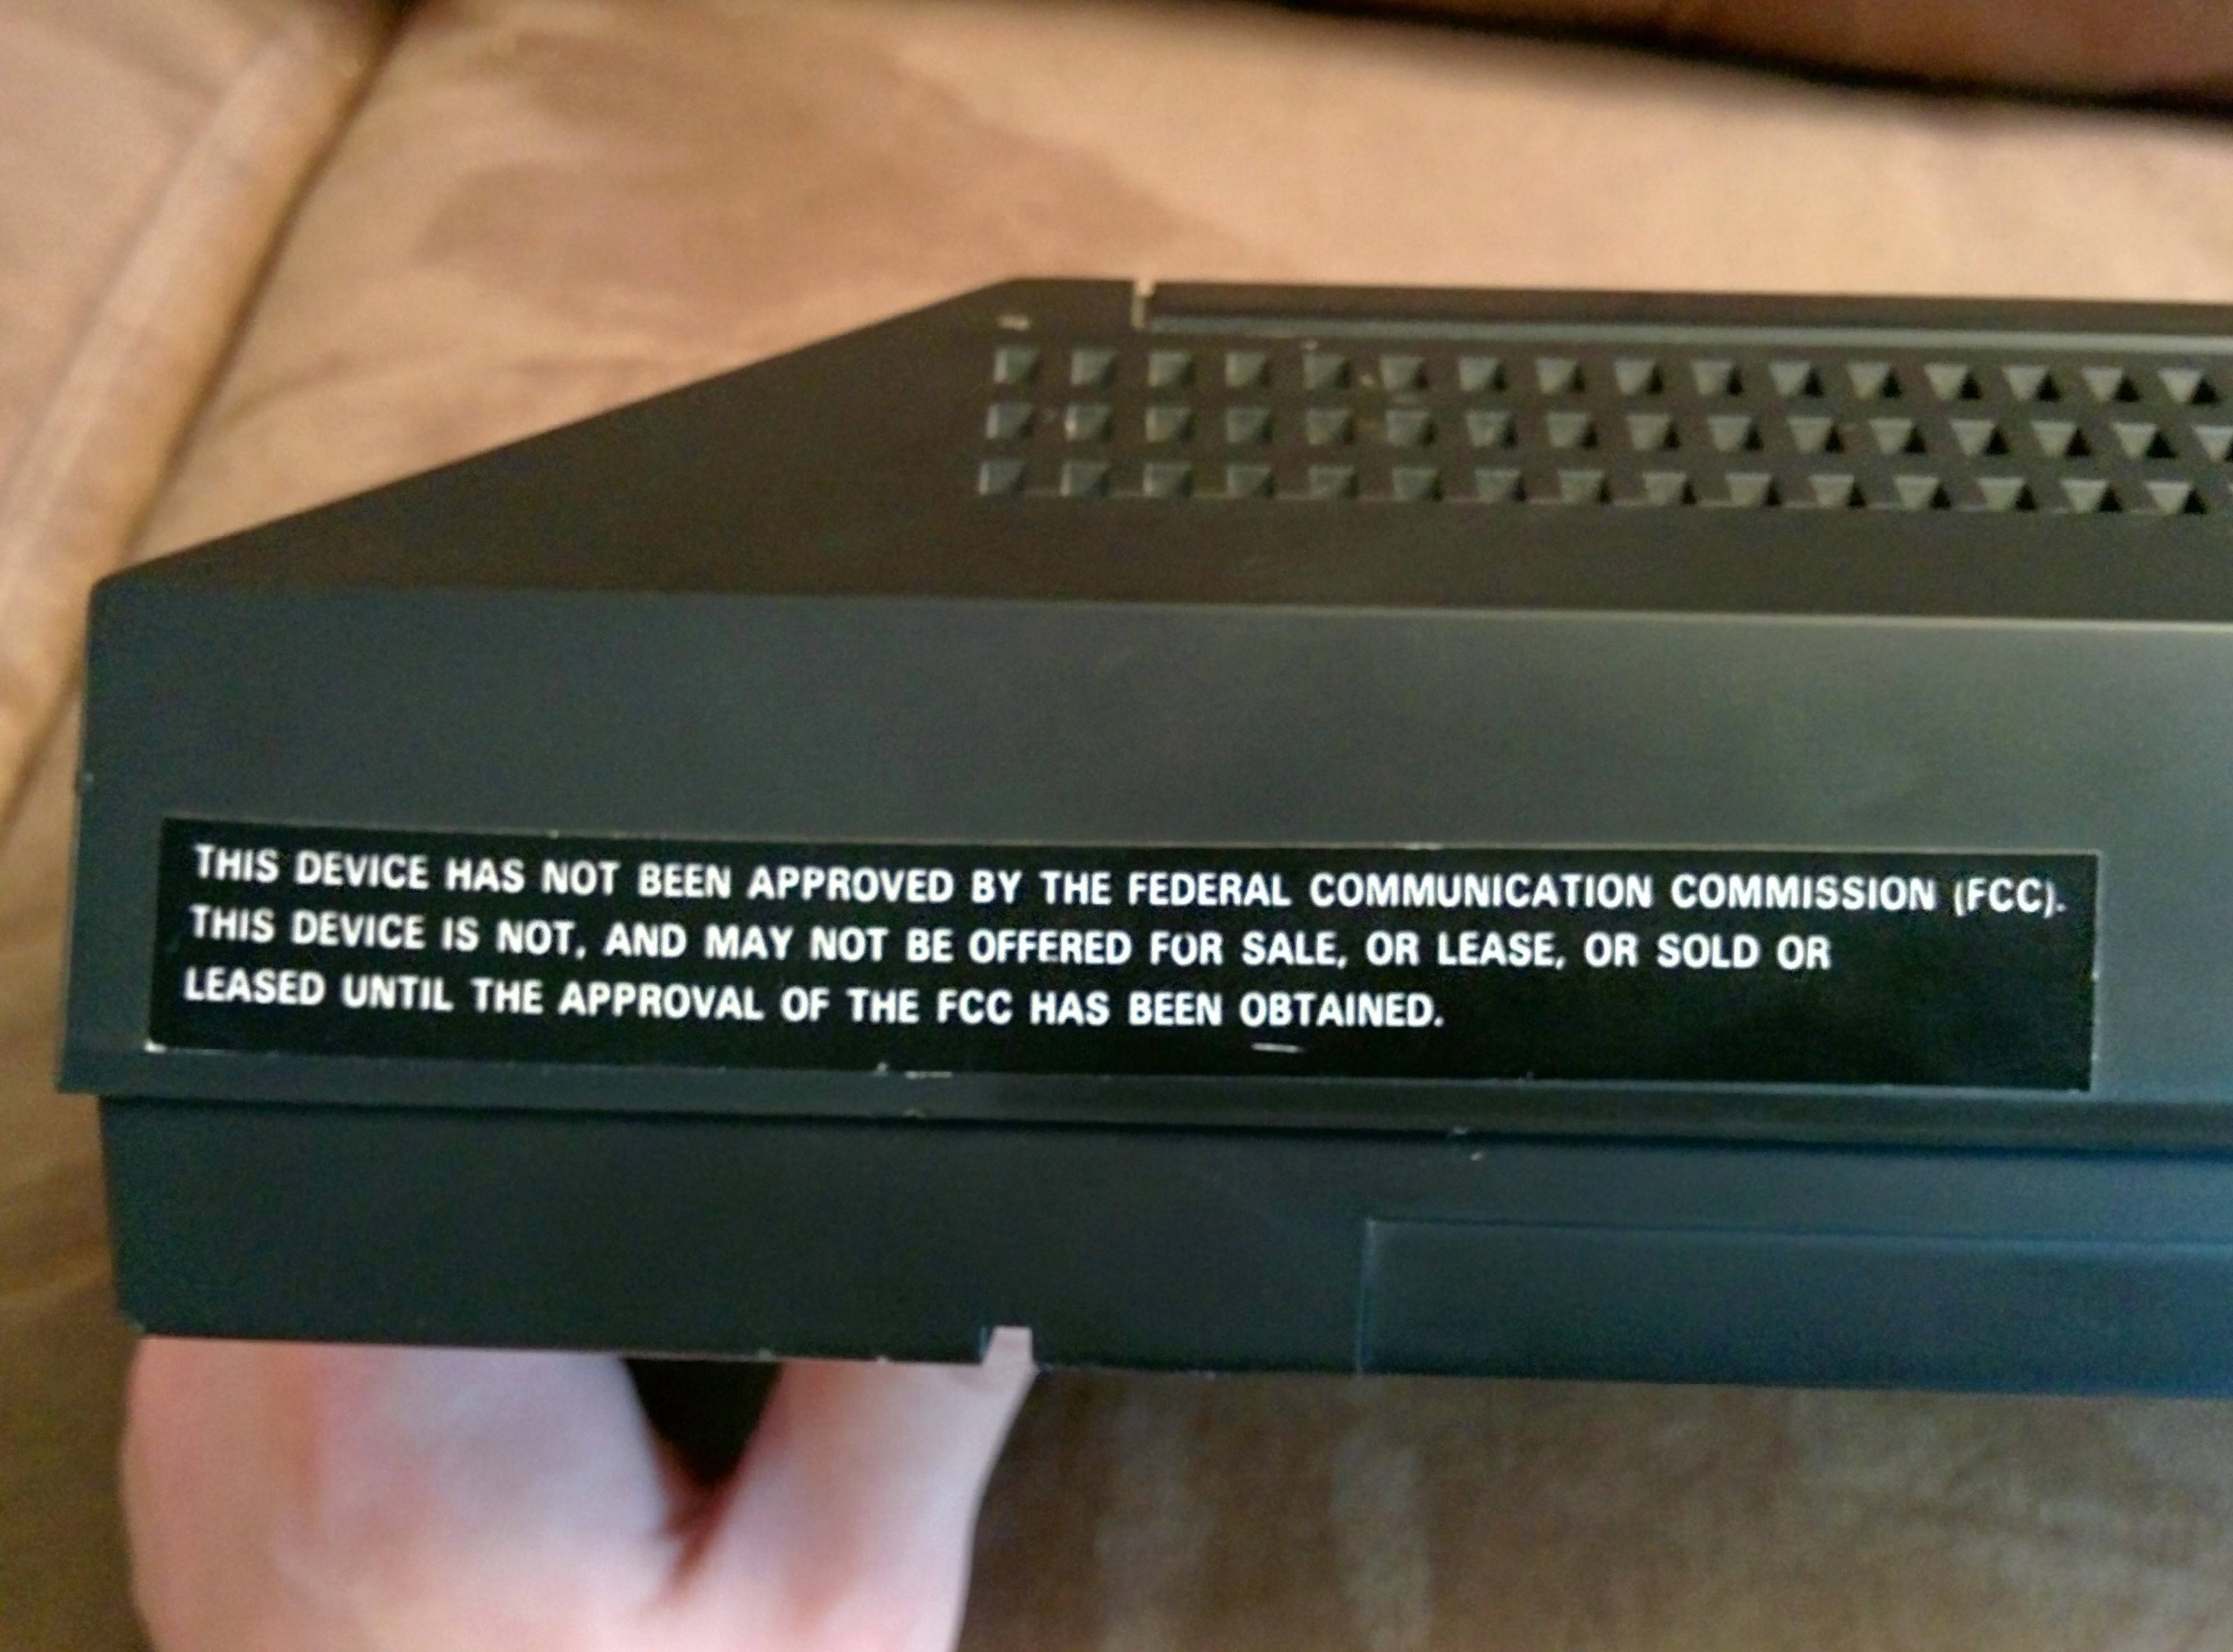 THIS DEVICE HAS NOT BEEN APPROVED BY THE FEDERAL COMMUNICATION COMMISSION (FCC).
THIS DEVICE IS NOT, AND MAY NOT BE OFFERED FOR SALE, OR LEASE, OR SOLD OR
LEASED UNTIL THE APPROVAL OF THE FCC HAS BEEN OBTAINED.